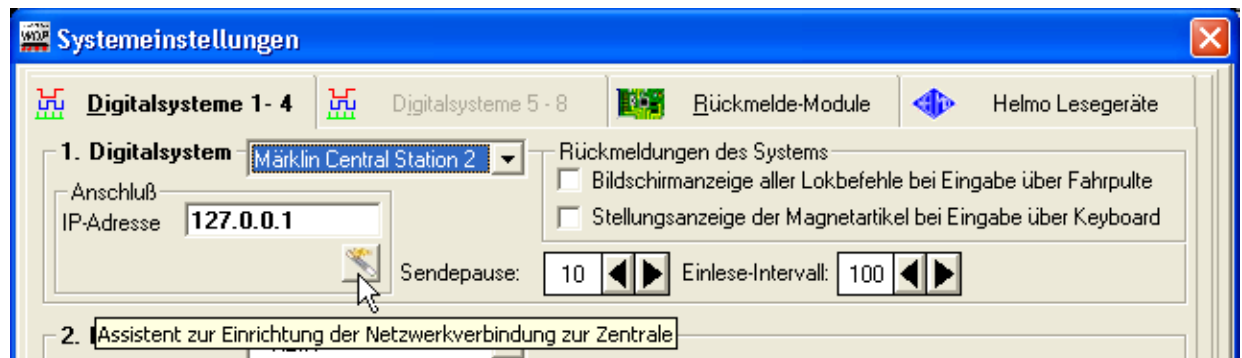 Systemeinstellungen
Digitalsysteme 1- 4 Digitalsysteme 5 - 8 Rückmelde-Module Helmo Lesegeräte
1. Digitalsystem Märklin Central Station 2 Rückmeldungen des Systems
Bildschirmanzeige aller Lokbefehle bei Eingabe über Fahrpulte
Anschluß
IP-Adresse 127.0.0.1 Stellungsanzeige der Magnetartikel bei Eingabe über Keyboard
Sendepause: 10 Einlese-Intervall: 100
2. Assistent zur Einrichtung der Netzwerkverbindung zur Zentrale